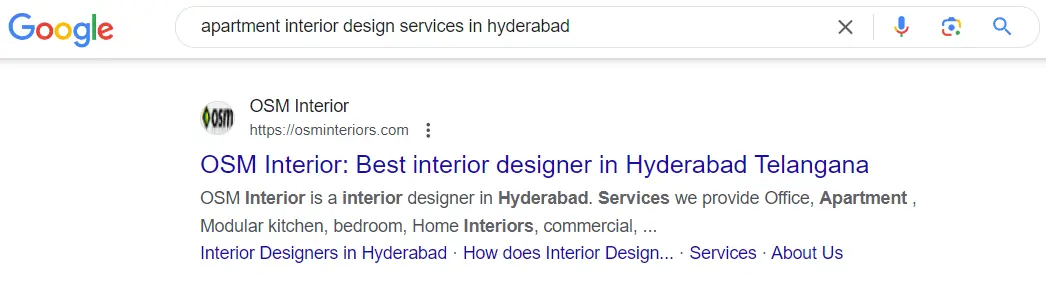 Google apartment interior design services in hyderabad
osm OSM Interior
https://osminteriors.com
OSM Interior: Best interior designer in Hyderabad Telangana
OSM Interior is a interior designer in Hyderabad. Services we provide Office, Apartment ,
Modular kitchen, bedroom, Home Interiors, commercial, ...
Interior Designers in Hyderabad · How does Interior Design... · Services · About Us